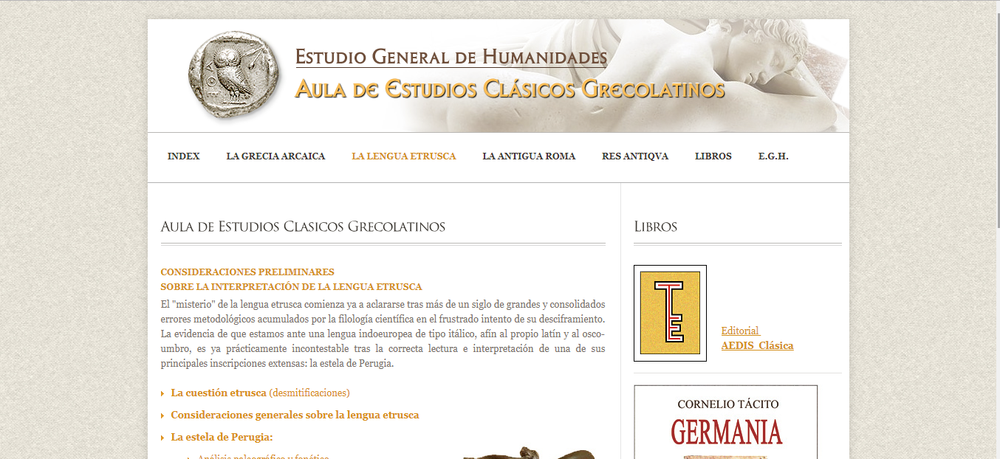 ESTUDIO GENERAL DE HUMANIDADES
AULA DE ESTUDIOS CLÁSICOS GRECOLATINOS
INDEX
LA GRECIA ARCAICA
LA LENGUA ETRUSCA
LA ANTIGUA ROMA
RES ANTIQVA
LIBROS
E.G.H.
AULA DE ESTUDIOS CLASICOS GRECOLATINOS
CONSIDERACIONES PRELIMINARES
SOBRE LA INTERPRETACIÓN DE LA LENGUA ETRUSCA
El "misterio" de la lengua etrusca comienza ya a aclararse tras más de un siglo de grandes y consolidados
errores metodológicos acumulados por la filología científica en el frustrado intento de su desciframiento.
La evidencia de que estamos ante una lengua indoeuropea de tipo itálico, afín al propio latín y al osco-
umbro, es ya prácticamente incontestable tras la correcta lectura e interpretación de una de sus
principales inscripciones extensas: la estela de Perugia.
La cuestión etrusca (desmitificaciones)
Consideraciones generales sobre la lengua etrusca
La estela de Perugia:
Análisis paleográfico y fonético
LIBROS
TE
Editorial
AEDIS Clásica
CORNELIO TÁCITO
GERMANIA